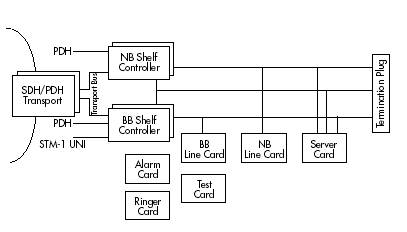 PDH
NB Shelf
Controller
SDH/PDH
Transport
Transport Bus
BB Shelf
Controller
PDH
STM-1 UNI
Termination Plug
BB
Line Card
NB
Line Card
Server
Card
Alarm
Card
Test
Card
Ringer
Card